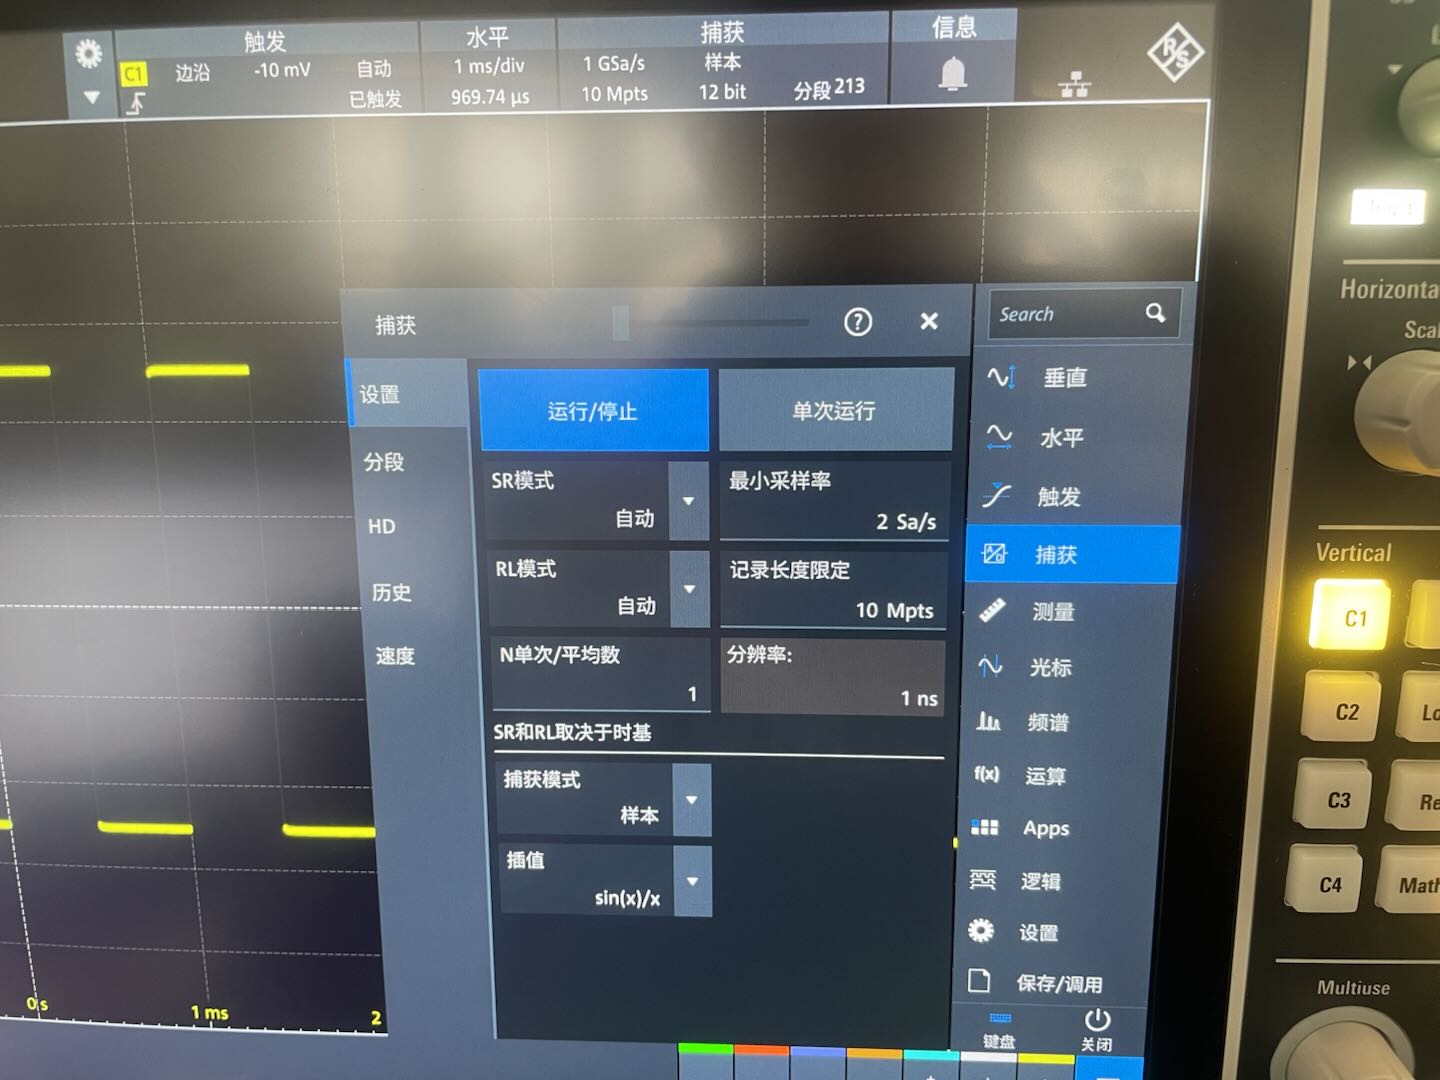 触发
水平
捕获
信息
C1
边沿
-10 mV
自动
已触发
1 ms/div
969.74 µs
1 GSa/s
10 Mpts
样本
12 bit
分段 213
R&S
Horizonta
Scal
捕获
?
Search
设置
分段
HD
历史
速度
运行/停止
单次运行
SR模式
自动
最小采样率
2 Sa/s
RL模式
自动
记录长度限定
10 Mpts
N单次/平均数
1
分辨率:
1 ns
SR和RL取决于时基
捕获模式
样本
插值
sin(x)/x
垂直
水平
触发
捕获
测量
光标
频谱
f(x) 运算
Apps
逻辑
设置
保存/调用
键盘
关闭
0 s
1 ms
2
Vertical
C1
C2
Lo
C3
Re
C4
Math
Multiuse